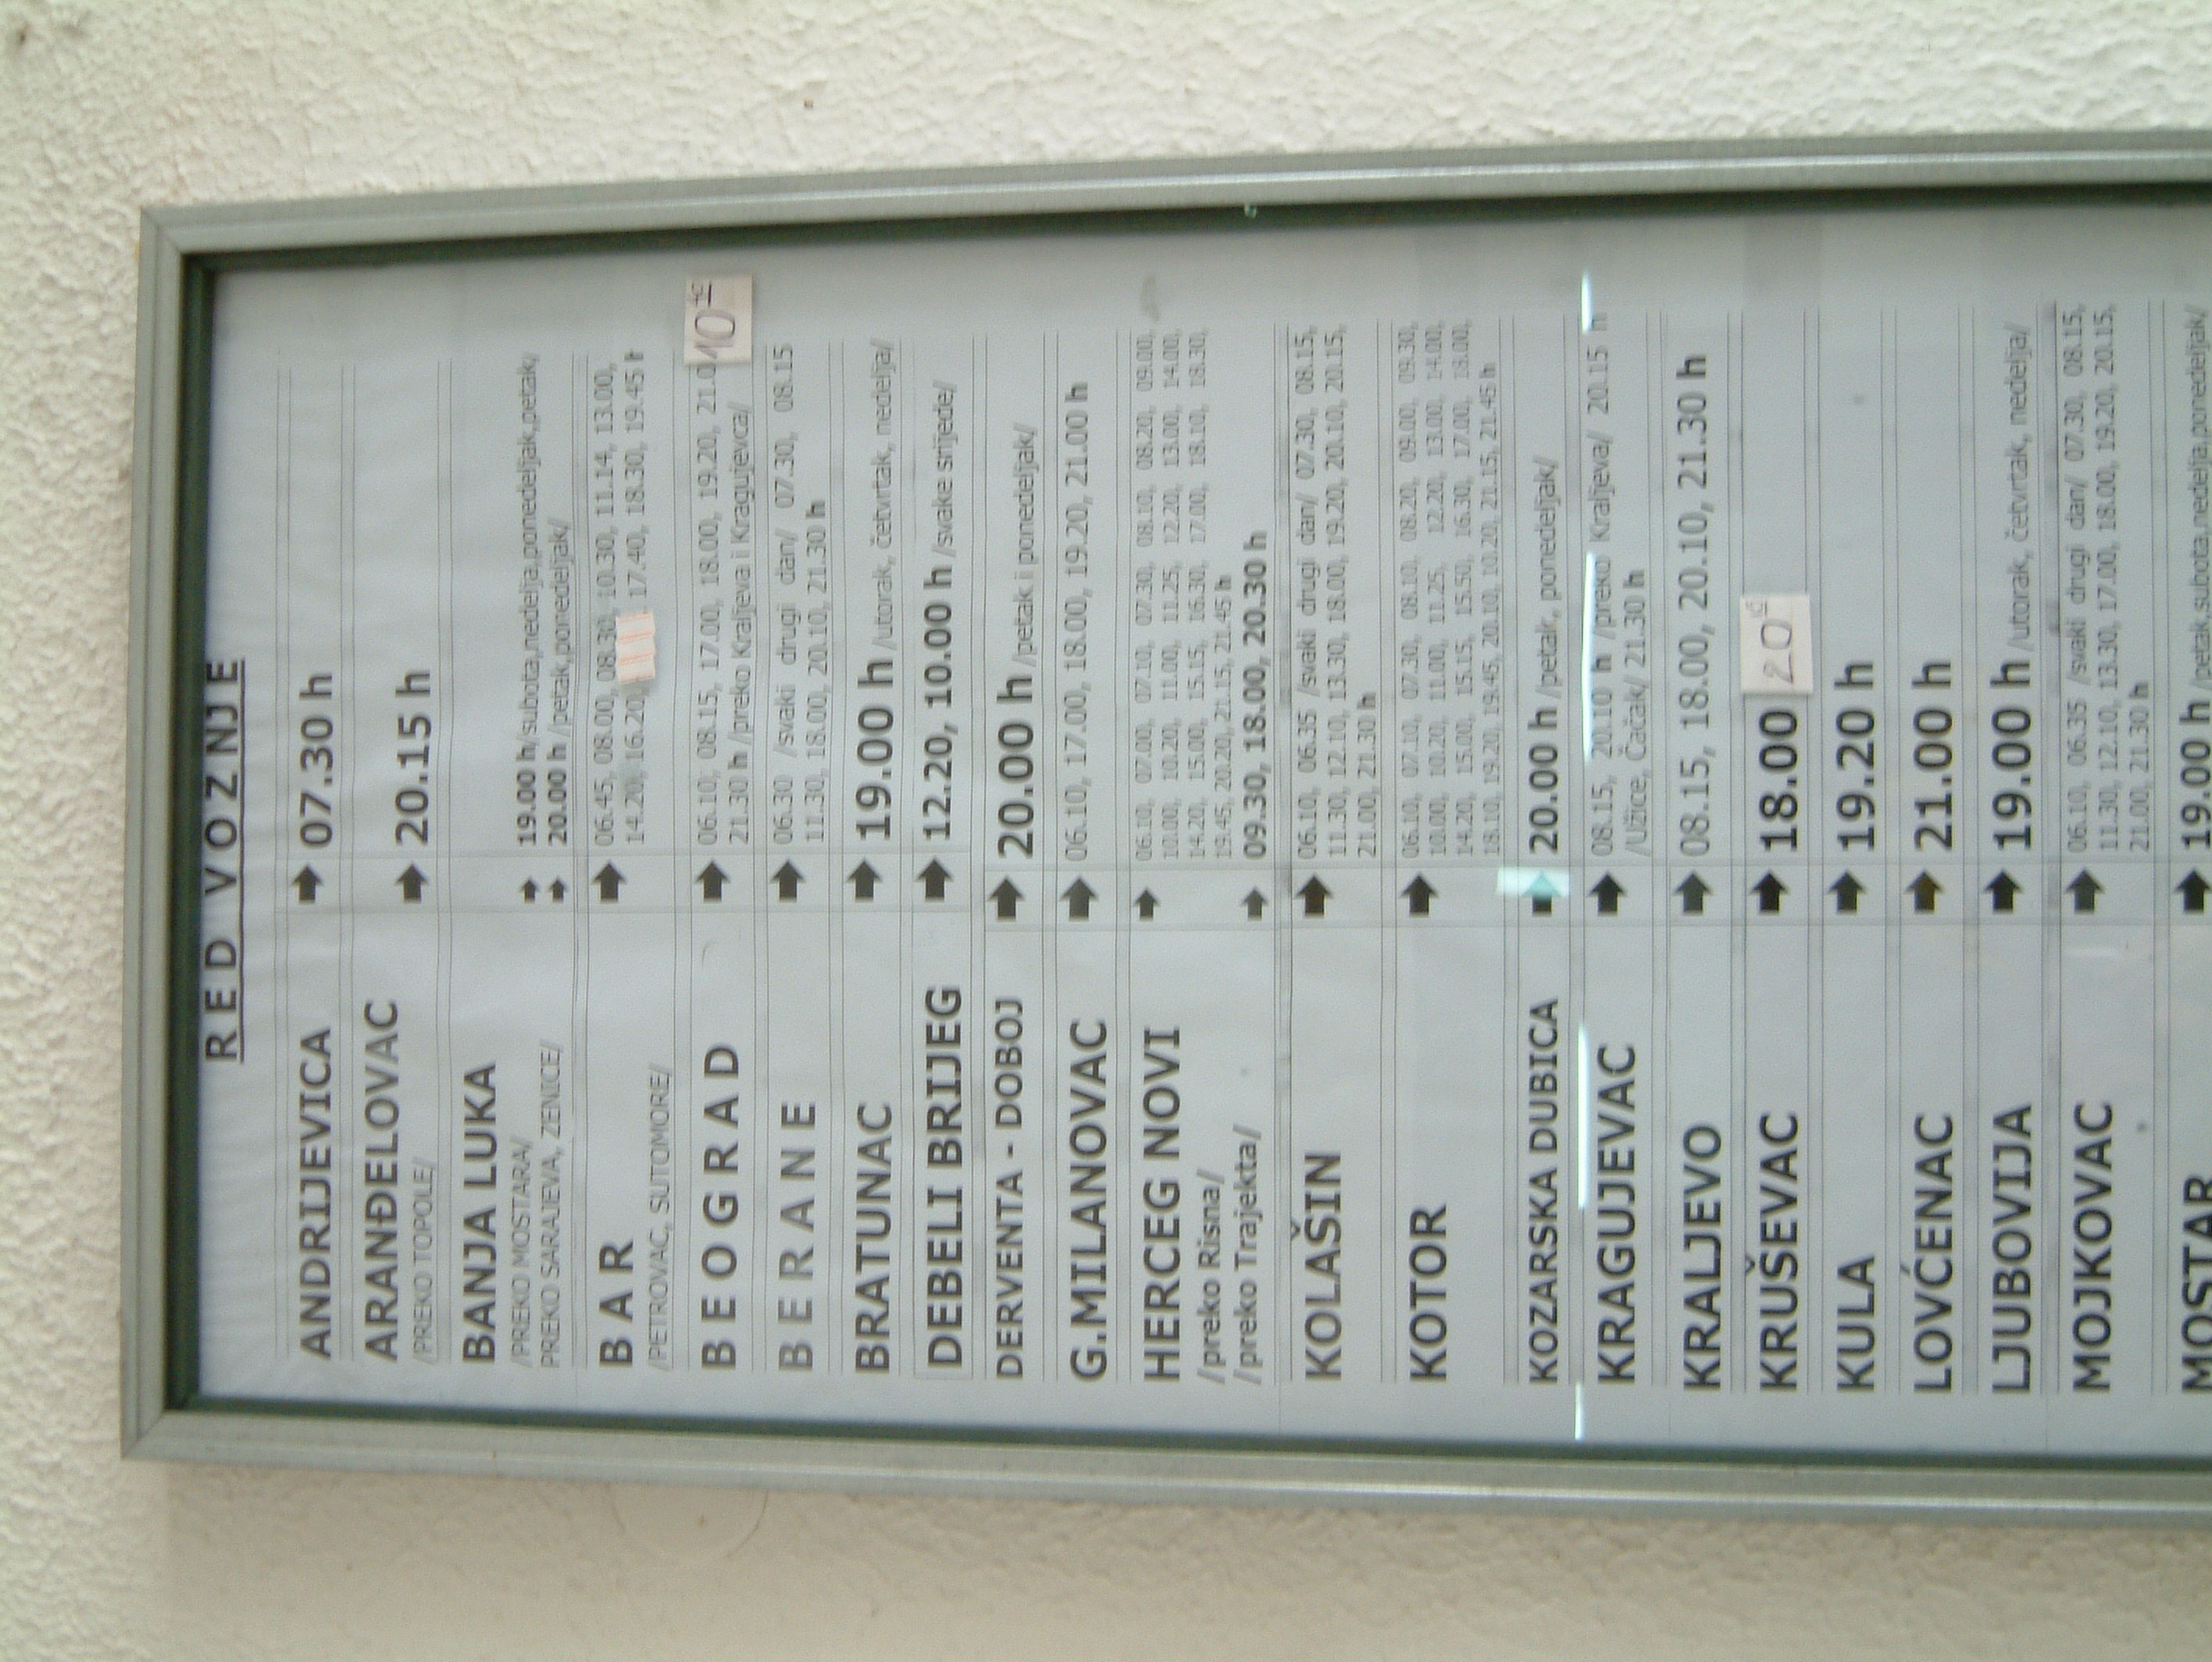 RED VOZNJE
ANDRIJEVICA 07.30 h
ARANĐELOVAC 20.15 h
/PREKO TOPOLE/
BANJA LUKA
/PREKO MOSTARA/ 19.00 h/subota,nedelja,ponedeljak,petak/
PREKO SARAJEVA, ZENICE/ 20.00 h /petak,ponedeljak/
BAR 06.45, 08.00, 08.30, 10.30, 11.14, 13.00,
14.20, 16.20, 17.40, 18.30, 19.45 h
/PETROVAC, SUTOMORE/
BEOGRAD 06.10, 08.15, 17.00, 18.00, 19.20, 21.0 10
21.30 h /preko Kraljeva i Kragujevca/
BERANE 06.30 /svaki drugi dan/ 07.30, 08.15
11.30, 18.00, 20.10, 21.30 h
BRATUNAC 19.00 h /utorak, četvrtak, nedelja/
DEBELI BRIJEG 12.20, 10.00 h /svake srijede/
DERVENTA - DOBOJ 20.00 h /petak i ponedeljak/
G.MILANOVAC 06.10, 17.00, 18.00, 19.20, 21.00 h
HERCEG NOVI 06.10, 07.00, 07.10, 07.30, 08.10, 08.20, 09.00,
10.00, 10.20, 11.00, 11.25, 12.20, 13.00, 14.00,
14.20, 15.00, 15.15, 16.30, 17.00, 18.10, 18.30,
/preko Risna/ 19.45, 20.20, 21.15, 21.45 h
/preko Trajekta/ 09.30, 18.00, 20.30 h
KOLAŠIN 06.10, 06.35 /svaki drugi dan/ 07.30, 08.15,
11.30, 12.10, 13.30, 18.00, 19.20, 20.10, 20.15,
21.00, 21.30 h
KOTOR 06.10, 07.10, 07.30, 08.10, 08.20, 09.00, 09.30,
10.00, 10.20, 11.00, 11.25, 12.20, 13.00, 14.00,
14.20, 15.00, 15.15, 15.50, 16.30, 17.00, 18.00,
18.10, 19.20, 19.45, 20.10, 10.20, 21.15, 21.45 h
KOZARSKA DUBICA 20.00 h /petak, ponedeljak/
KRAGUJEVAC 08.15, 20.10 h /preko Kraljeva/ 20.15 h
/Užice, Čačak/ 21.30 h
KRALJEVO 08.15, 18.00, 20.10, 21.30 h
KRUŠEVAC 18.00 20
KULA 19.20 h
LOVĆENAC 21.00 h
LJUBOVIJA 19.00 h /utorak, četvrtak, nedelja/
MOJKOVAC 06.10, 06.35 /svaki drugi dan/ 07.30, 08.15,
11.30, 12.10, 13.30, 17.00, 18.00, 19.20, 20.15,
21.00, 21.30 h
MOSTAR 19.00 h /petak,subota,nedelja,ponedeljak/